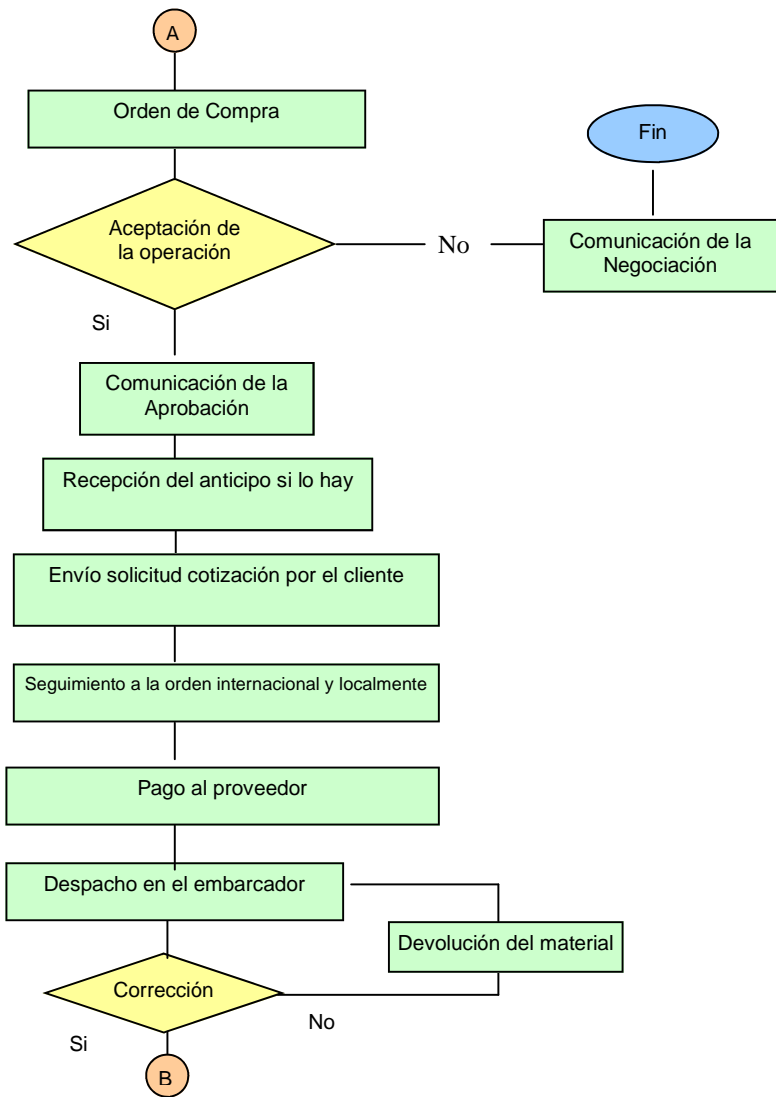 A
Orden de Compra
Fin
Aceptación de
la operación
No
Comunicación de la
Negociación
Si
Comunicación de la
Aprobación
Recepción del anticipo si lo hay
Envío solicitud cotización por el cliente
Seguimiento a la orden internacional y localmente
Pago al proveedor
Despacho en el embarcador
Devolución del material
Corrección
No
Si
B